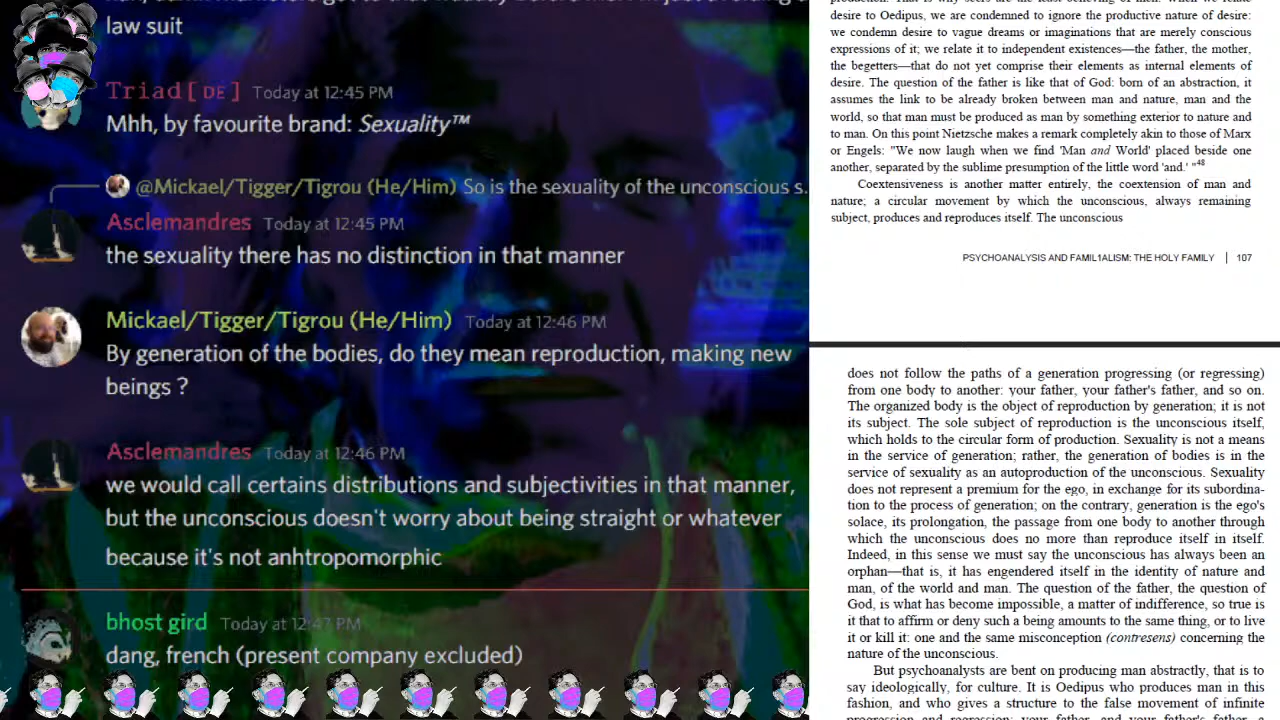 law suit
Triad[DE] Today at 12:45 PM
Mhh, by favourite brand: Sexuality™
@Mickael/Tigger/Tigrou (He/Him) So is the sexuality of the unconscious s.
Asclemandres Today at 12:45 PM
the sexuality there has no distinction in that manner
Mickael/Tigger/Tigrou (He/Him) Today at 12:46 PM
By generation of the bodies, do they mean reproduction, making new
beings ?
Asclemandres Today at 12:46 PM
we would call certains distributions and subjectivities in that manner,
but the unconscious doesn't worry about being straight or whatever
because it's not anhtropomorphic
bhost gird Today at 12:47 PM
dang, french (present company excluded)
desire to Oedipus, we are condemned to ignore the productive nature of desire:
we condemn desire to vague dreams or imaginations that are merely conscious
expressions of it; we relate it to independent existences—the father, the mother,
the begetters—that do not yet comprise their elements as internal elements of
desire. The question of the father is like that of God: born of an abstraction, it
assumes the link to be already broken between man and nature, man and the
world, so that man must be produced as man by something exterior to nature and
to man. On this point Nietzsche makes a remark completely akin to those of Marx
or Engels: "We now laugh when we find 'Man and World' placed beside one
another, separated by the sublime presumption of the little word 'and.' "48
Coextensiveness is another matter entirely, the coextension of man and
nature; a circular movement by which the unconscious, always remaining
subject, produces and reproduces itself. The unconscious
PSYCHOANALYSIS AND FAMIL1ALISM: THE HOLY FAMILY | 107
does not follow the paths of a generation progressing (or regressing)
from one body to another: your father, your father's father, and so on.
The organized body is the object of reproduction by generation; it is not
its subject. The sole subject of reproduction is the unconscious itself,
which holds to the circular form of production. Sexuality is not a means
in the service of generation; rather, the generation of bodies is in the
service of sexuality as an autoproduction of the unconscious. Sexuality
does not represent a premium for the ego, in exchange for its subordina-
tion to the process of generation; on the contrary, generation is the ego's
solace, its prolongation, the passage from one body to another through
which the unconscious does no more than reproduce itself in itself.
Indeed, in this sense we must say the unconscious has always been an
orphan—that is, it has engendered itself in the identity of nature and
man, of the world and man. The question of the father, the question of
God, is what has become impossible, a matter of indifference, so true is
it that to affirm or deny such a being amounts to the same thing, or to live
it or kill it: one and the same misconception (contresens) concerning the
nature of the unconscious.
But psychoanalysts are bent on producing man abstractly, that is to
say ideologically, for culture. It is Oedipus who produces man in this
fashion, and who gives a structure to the false movement of infinite
progression and regression: your father, and your father's father, a